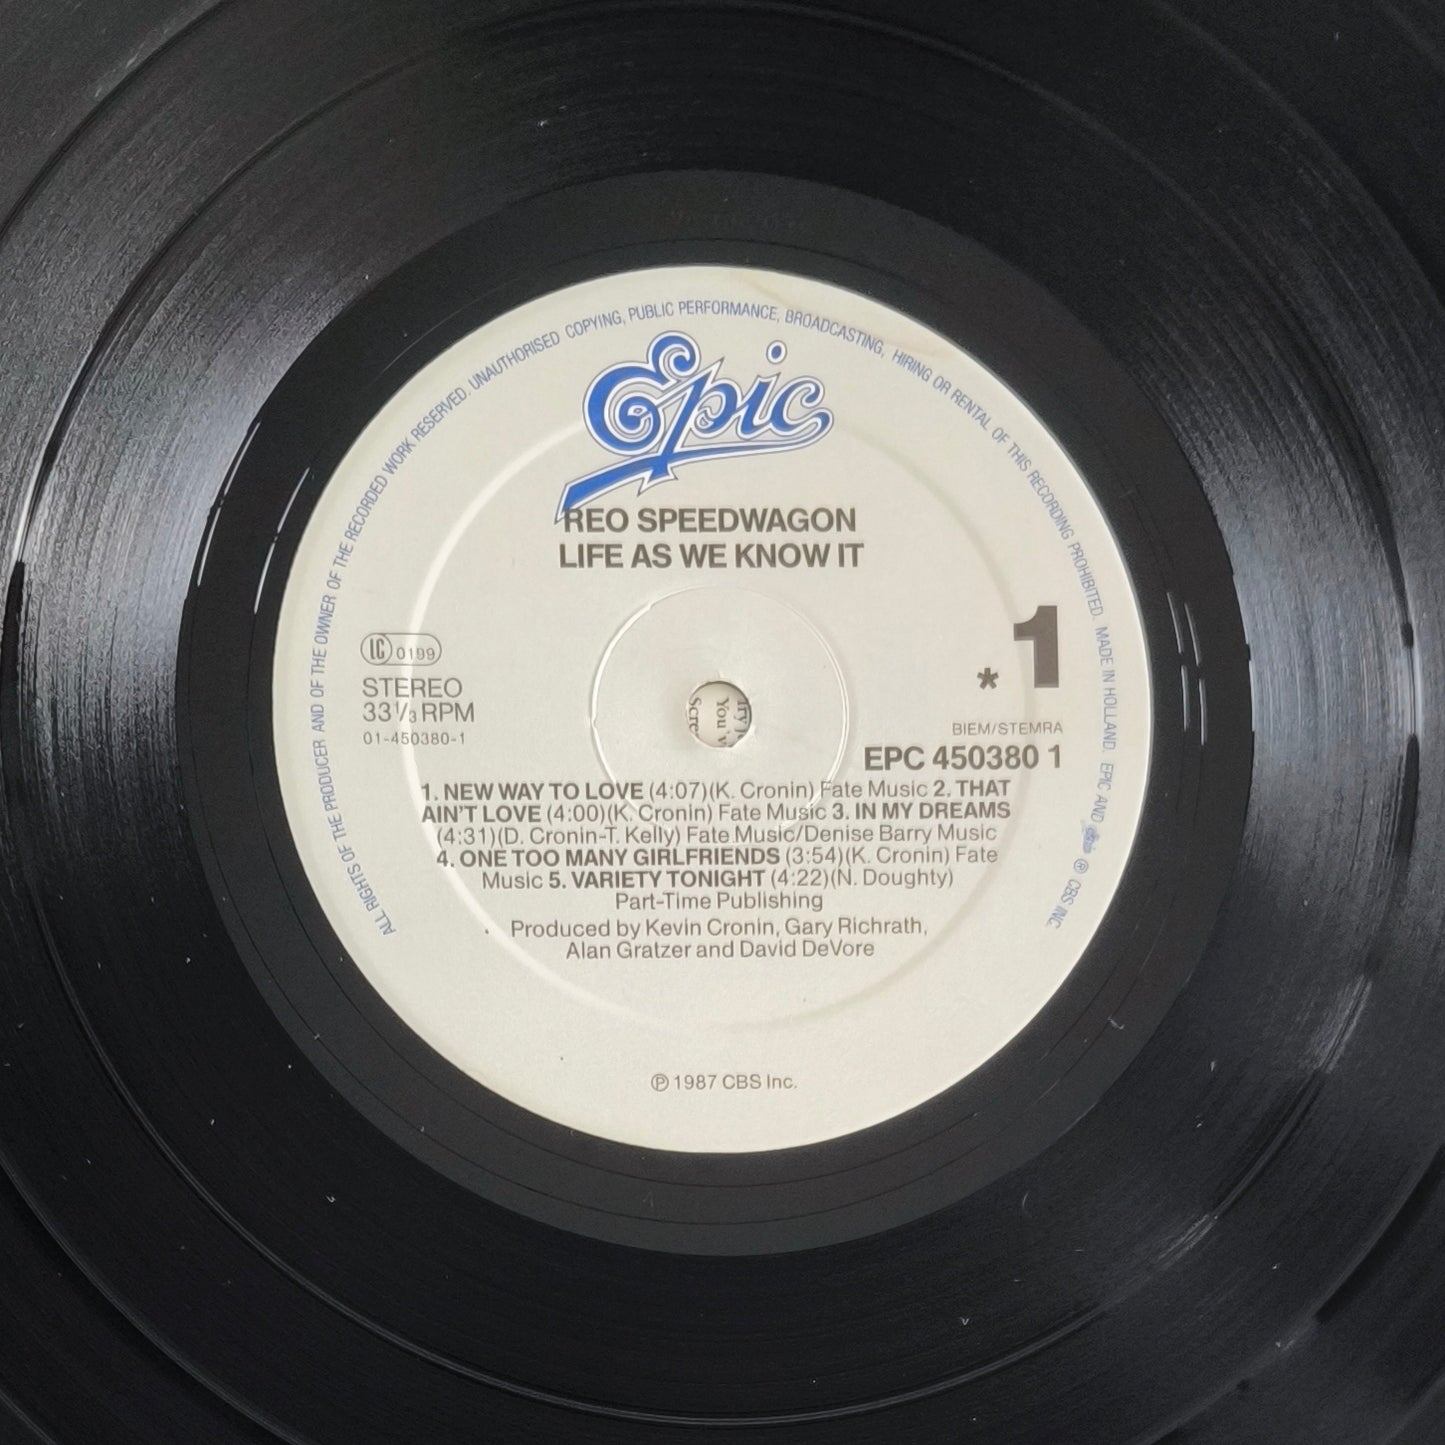 ALL RIGHTS OF THE PRODUCER AND OF THE OWNER OF THE RECORDED WORK RESERVED. UNAUTHORISED COPYING, PUBLIC PERFORMANCE, BROADCASTING, HIRING OR RENTAL OF THIS RECORDING PROHIBITED. MADE IN HOLLAND. EPIC AND Epic ® CBS INC.
Epic
REO SPEEDWAGON
LIFE AS WE KNOW IT
1
*
LC 0199
STEREO
33⅓ RPM
01-450380-1
BIEM/STEMRA
EPC 450380 1
You'v
Scre
1. NEW WAY TO LOVE (4:07)(K. Cronin) Fate Music 2. THAT
AIN'T LOVE (4:00)(K. Cronin) Fate Music 3. IN MY DREAMS
(4:31)(D. Cronin-T. Kelly) Fate Music/Denise Barry Music
4. ONE TOO MANY GIRLFRIENDS (3:54)(K. Cronin) Fate
Music 5. VARIETY TONIGHT (4:22)(N. Doughty)
Part-Time Publishing
Produced by Kevin Cronin, Gary Richrath,
Alan Gratzer and David DeVore
℗ 1987 CBS Inc.